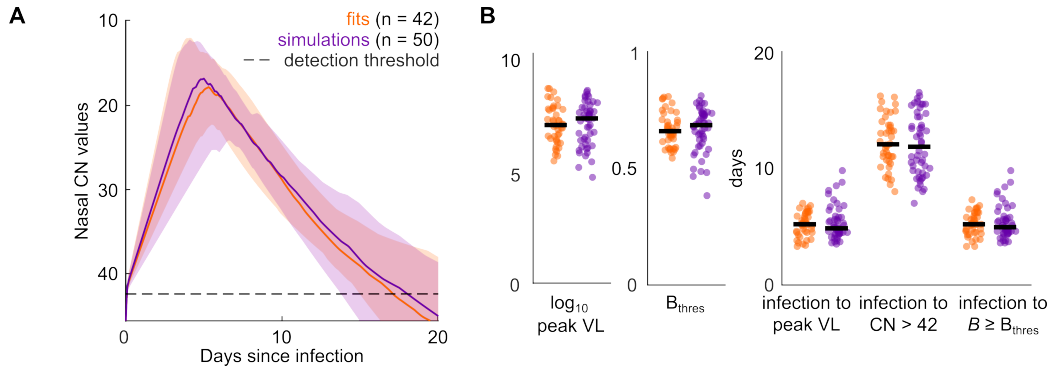 A
fits (n = 42)
simulations (n = 50)
detection threshold
10
20
30
40
Nasal CN values
0
10
20
Days since infection
B
10
5
0
log10
peak VL
1
0.5
0
Bthres
20
10
0
days
infection to
peak VL
infection to
CN > 42
infection to
B ≥ Bthres